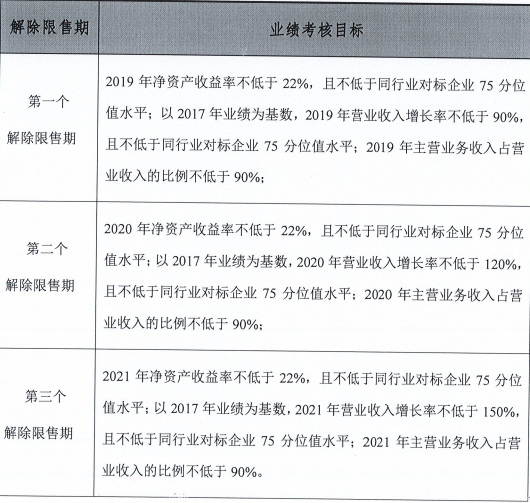 解除限售期
业绩考核目标
第一个
解除限售期
2019 年净资产收益率不低于 22%，且不低于同行业对标企业 75 分位
值水平；以 2017 年业绩为基数，2019 年营业收入增长率不低于 90%，
且不低于同行业对标企业 75 分位值水平；2019 年主营业务收入占营
业收入的比例不低于 90%；
第二个
解除限售期
2020 年净资产收益率不低于 22%，且不低于同行业对标企业 75 分位
值水平；以 2017 年业绩为基数，2020 年营业收入增长率不低于 120%，
且不低于同行业对标企业 75 分位值水平；2020 年主营业务收入占营
业收入的比例不低于 90%；
第三个
解除限售期
2021 年净资产收益率不低于 22%，且不低于同行业对标企业 75 分位
值水平；以 2017 年业绩为基数，2021 年营业收入增长率不低于 150%，
且不低于同行业对标企业 75 分位值水平；2021 年主营业务收入占营
业收入的比例不低于 90%。